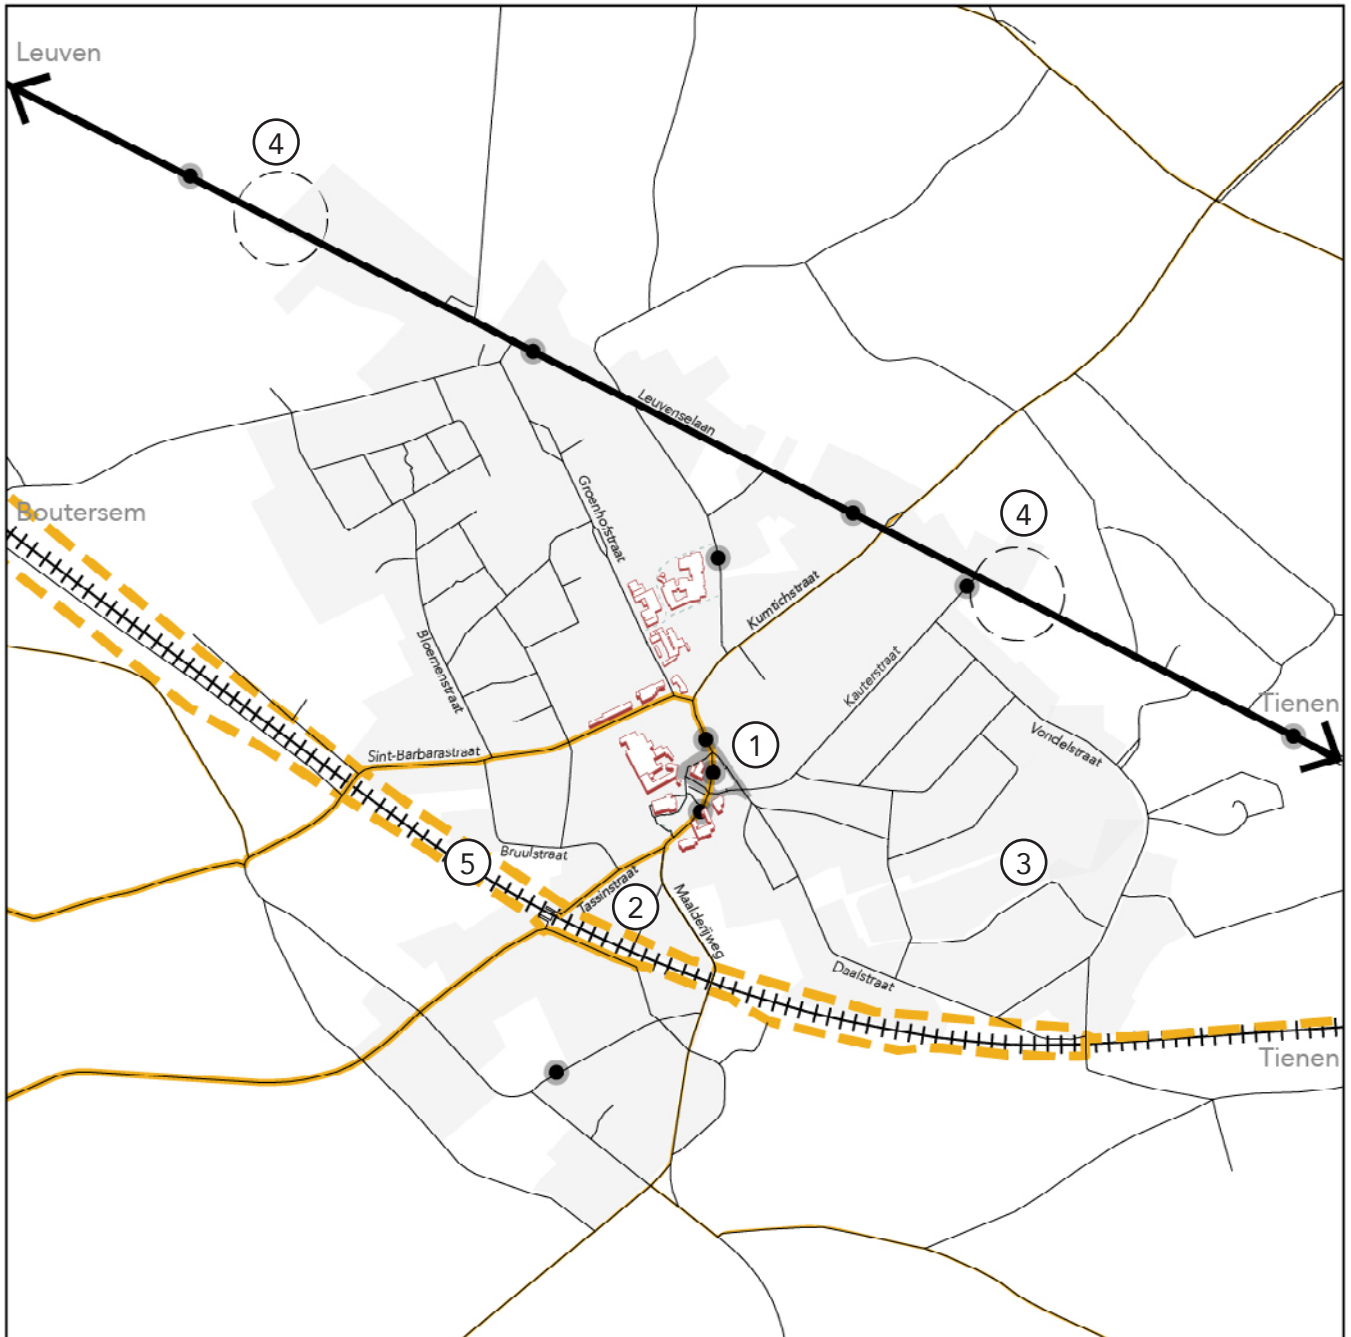 Leuven
4
Leuvenselaan
Boutersem
Groenhofstraat
4
Kumtichstraat
Bloemenstraat
Kauterstraat
Tienen
Vondelstraat
Sint-Barbarastraat
1
Bruulstraat
5
Tassinstraat
2
Maalderijweg
3
Daalstraat
Tienen